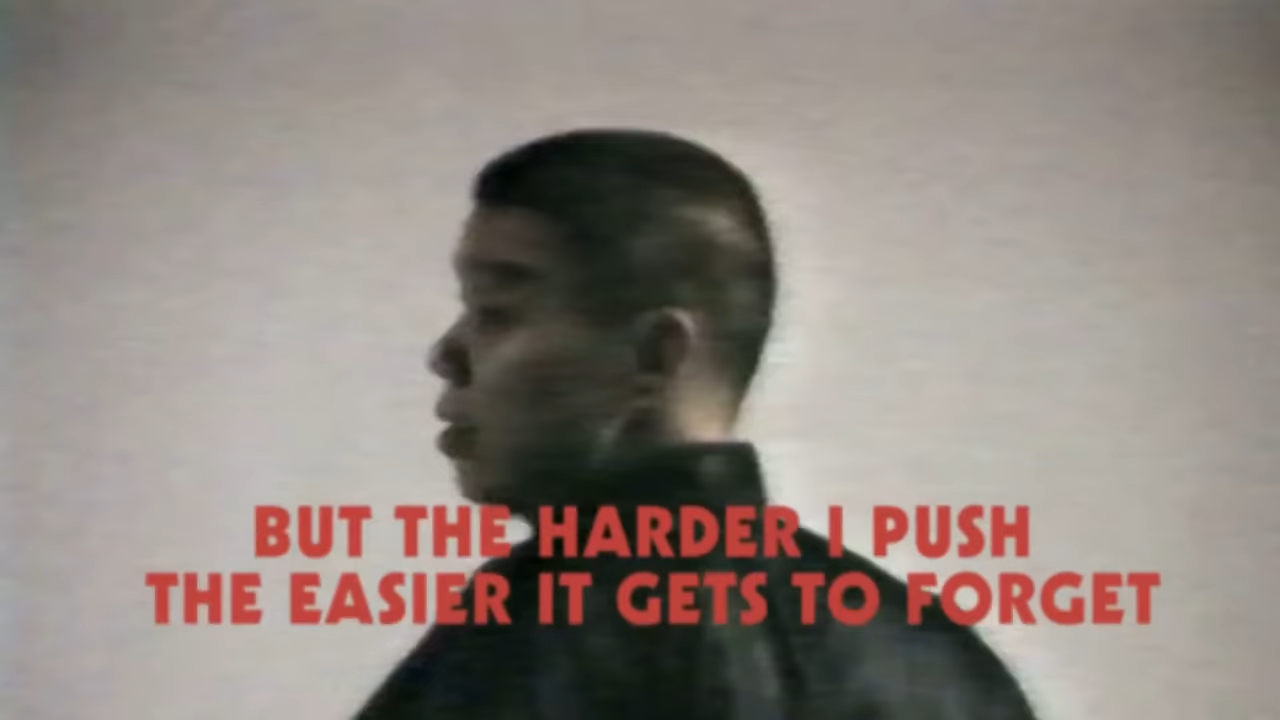 BUT THE HARDER I PUSH
THE EASIER IT GETS TO FORGET